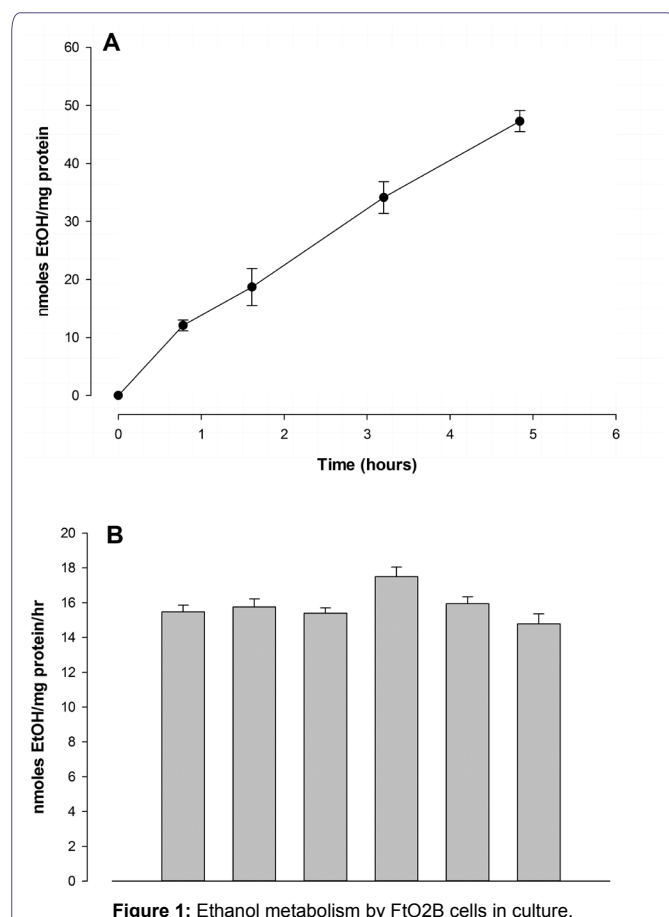 A
60
50
40
30
20
10
0
nmoles EtOH/mg protein
0 1 2 3 4 5 6
Time (hours)
B
20
18
16
14
12
10
8
6
4
2
0
nmoles EtOH/mg protein/hr
Figure 1: Ethanol metabolism by FtO2B cells in culture.